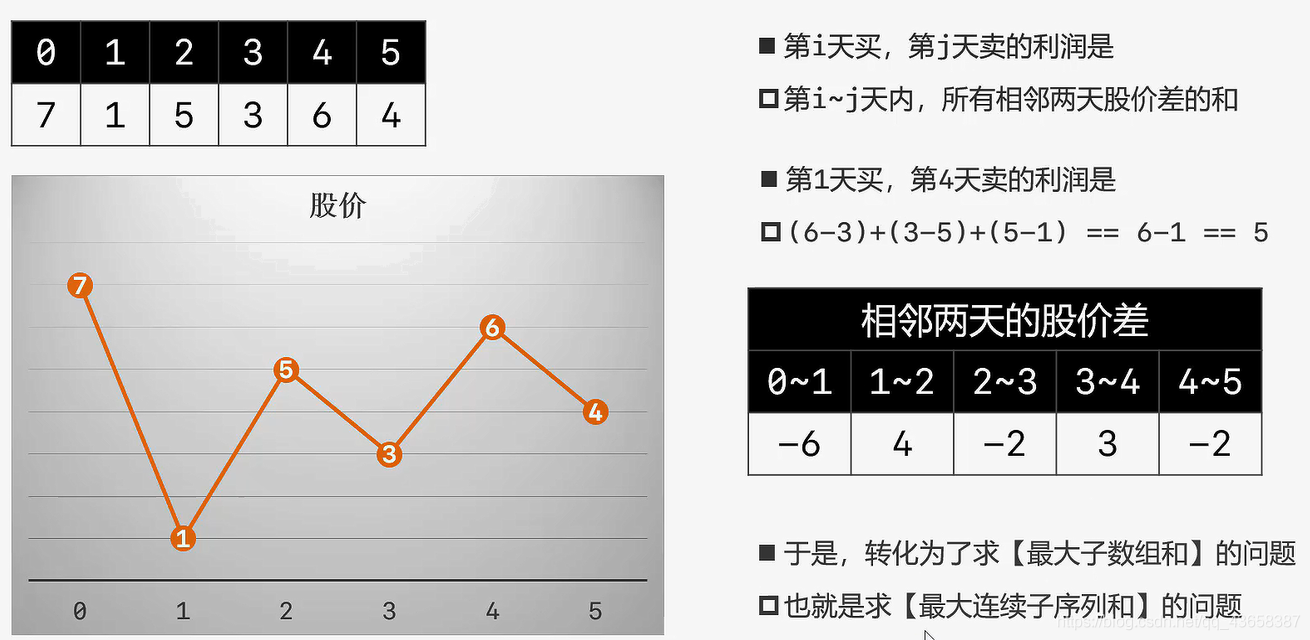 0 1 2 3 4 5
7 1 5 3 6 4
股价
7
1
5
3
6
4
0 1 2 3 4 5
■ 第i天买，第j天卖的利润是
第i~j天内，所有相邻两天股价差的和
■ 第1天买，第4天卖的利润是
(6-3)+(3-5)+(5-1) == 6-1 == 5
相邻两天的股价差
0~1 1~2 2~3 3~4 4~5
-6 4 -2 3 -2
■ 于是，转化为了求【最大子数组和】的问题
也就是求【最大连续子序列和】的问题
https://blog.csdn.net/qq_43658387